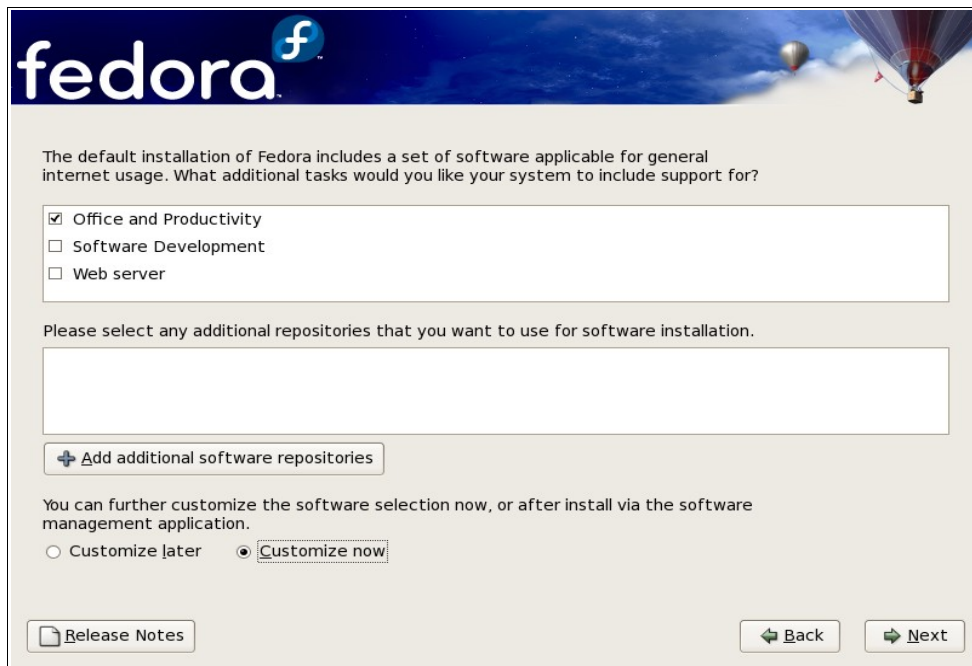 fedora
The default installation of Fedora includes a set of software applicable for general
internet usage. What additional tasks would you like your system to include support for?
Office and Productivity
Software Development
Web server
Please select any additional repositories that you want to use for software installation.
Add additional software repositories
You can further customize the software selection now, or after install via the software
management application.
Customize later Customize now
Release Notes Back Next